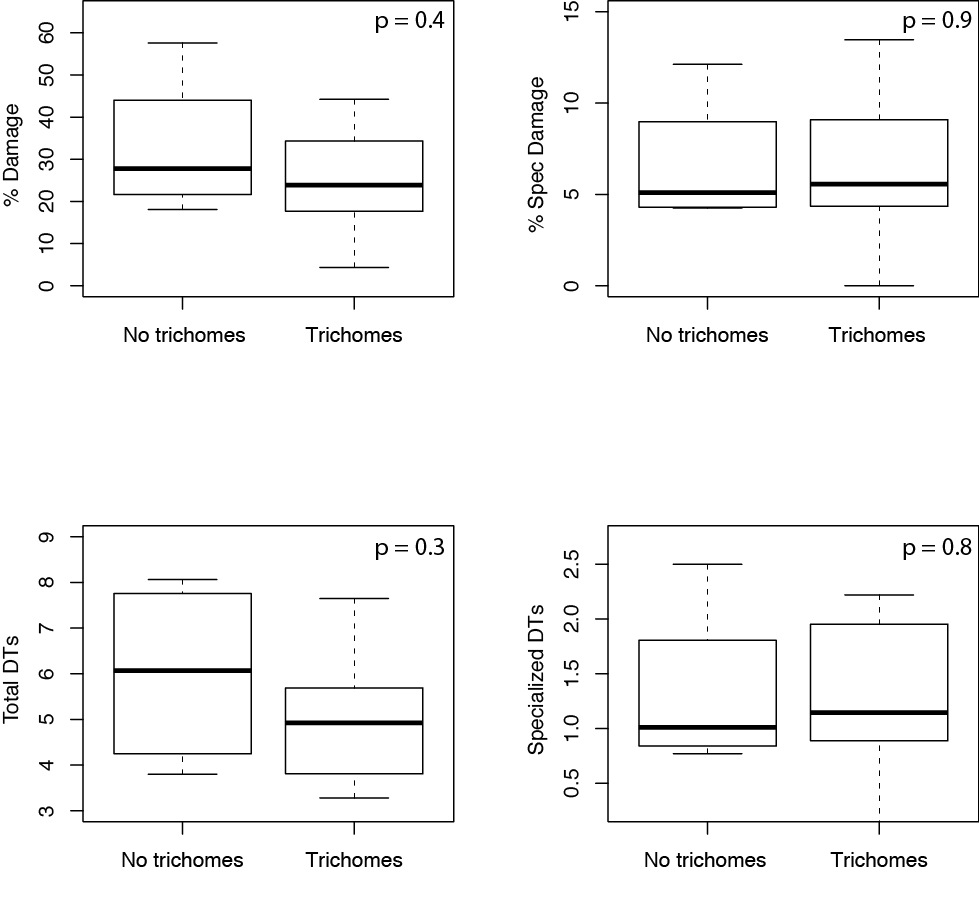 p = 0.4
% Damage
60
50
40
30
20
10
0
No trichomes
Trichomes
p = 0.9
% Spec Damage
15
10
5
0
No trichomes
Trichomes
p = 0.3
Total DTs
9
8
7
6
5
4
3
No trichomes
Trichomes
p = 0.8
Specialized DTs
2.5
2.0
1.5
1.0
0.5
No trichomes
Trichomes